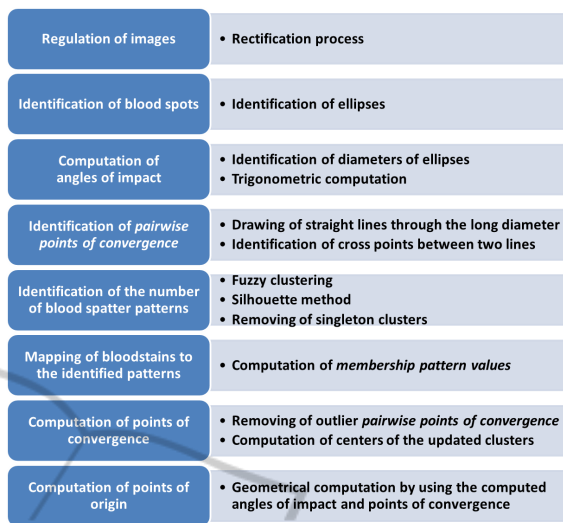 Regulation of images
• Rectification process
Identification of blood spots
• Identification of ellipses
Computation of
angles of impact
• Identification of diameters of ellipses
• Trigonometric computation
Identification of pairwise
points of convergence
• Drawing of straight lines through the long diameter
• Identification of cross points between two lines
Identification of the number
of blood spatter patterns
• Fuzzy clustering
• Silhouette method
• Removing of singleton clusters
Mapping of bloodstains to
the identified patterns
• Computation of membership pattern values
Computation of points of
convergence
• Removing of outlier pairwise points of convergence
• Computation of centers of the updated clusters
Computation of points of
origin
• Geometrical computation by using the computed
angles of impact and points of convergence